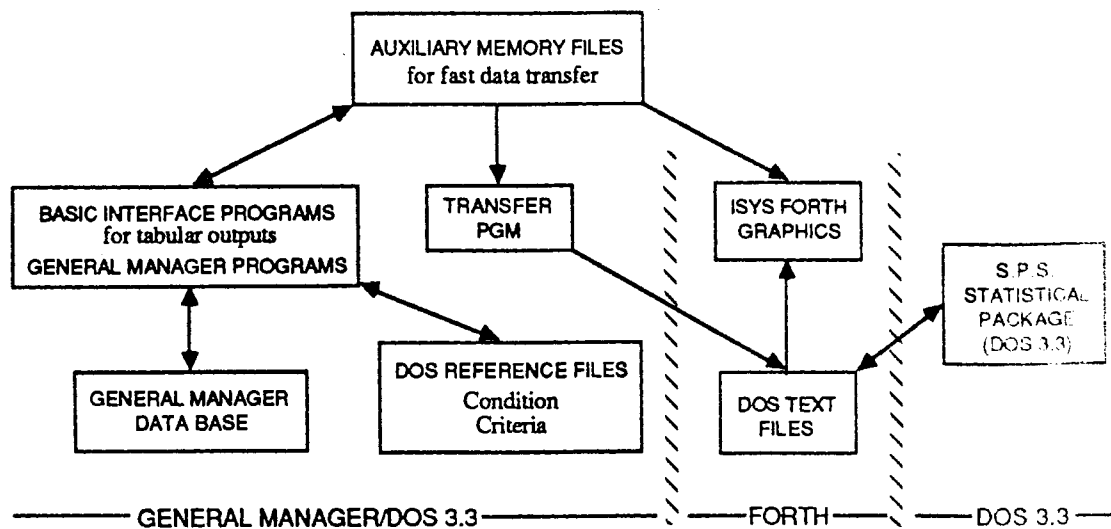 AUXILIARY MEMORY FILES
for fast data transfer
BASIC INTERFACE PROGRAMS
for tabular outputs
GENERAL MANAGER PROGRAMS
TRANSFER
PGM
ISYS FORTH
GRAPHICS
S.P.S.
STATISTICAL
PACKAGE
(DOS 3.3)
GENERAL MANAGER
DATA BASE
DOS REFERENCE FILES
Condition
Criteria
DOS TEXT
FILES
GENERAL MANAGER/DOS 3.3
FORTH
DOS 3.3